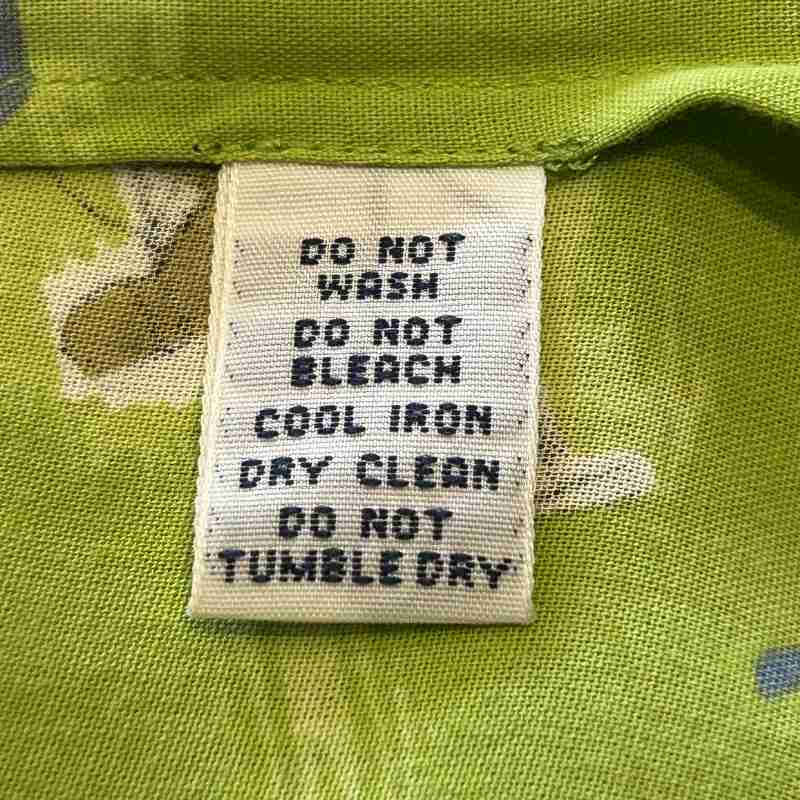 DO NOT
WASH
DO NOT
BLEACH
COOL IRON
DRY CLEAN
DO NOT
TUMBLE DRY